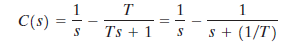 C(s) = 1/s − T/(Ts + 1) = 1/s − 1/(s + (1/T))